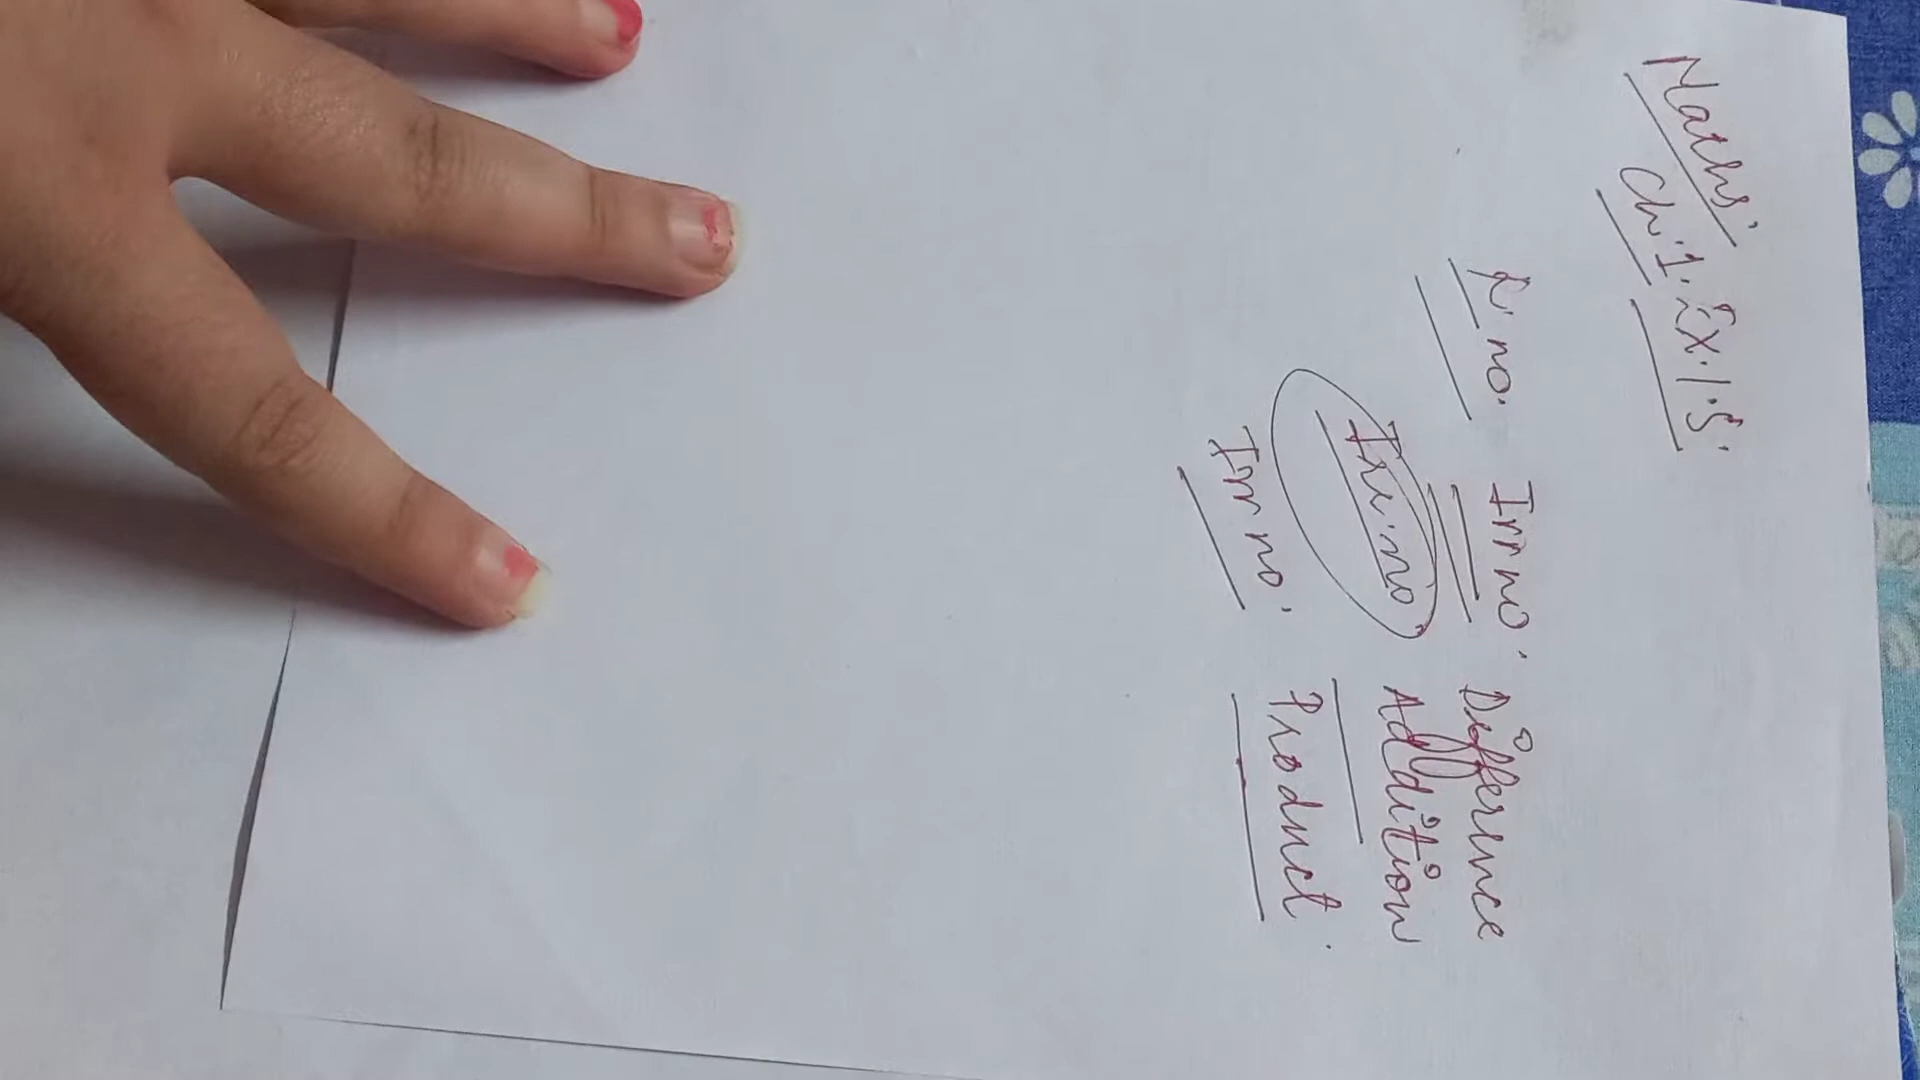 Maths'
Ch.1. Ex.1.5.
R. no. Irr no. Difference
Irr. no. Addition
Irr no. Product.